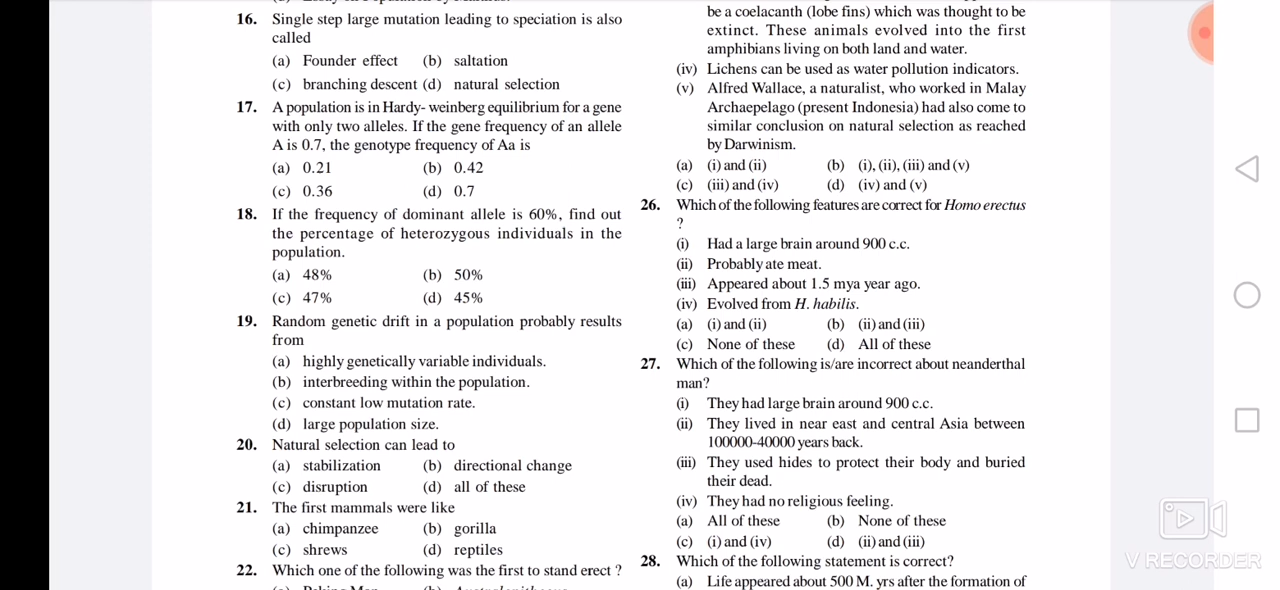 16. Single step large mutation leading to speciation is also
called
(a) Founder effect (b) saltation
(c) branching descent (d) natural selection
17. A population is in Hardy- weinberg equilibrium for a gene
with only two alleles. If the gene frequency of an allele
A is 0.7, the genotype frequency of Aa is
(a) 0.21 (b) 0.42
(c) 0.36 (d) 0.7
18. If the frequency of dominant allele is 60%, find out
the percentage of heterozygous individuals in the
population.
(a) 48% (b) 50%
(c) 47% (d) 45%
19. Random genetic drift in a population probably results
from
(a) highly genetically variable individuals.
(b) interbreeding within the population.
(c) constant low mutation rate.
(d) large population size.
20. Natural selection can lead to
(a) stabilization (b) directional change
(c) disruption (d) all of these
21. The first mammals were like
(a) chimpanzee (b) gorilla
(c) shrews (d) reptiles
22. Which one of the following was the first to stand erect ?
be a coelacanth (lobe fins) which was thought to be
extinct. These animals evolved into the first
amphibians living on both land and water.
(iv) Lichens can be used as water pollution indicators.
(v) Alfred Wallace, a naturalist, who worked in Malay
Archaepelago (present Indonesia) had also come to
similar conclusion on natural selection as reached
by Darwinism.
(a) (i) and (ii) (b) (i), (ii), (iii) and (v)
(c) (iii) and (iv) (d) (iv) and (v)
26. Which of the following features are correct for Homo erectus
?
(i) Had a large brain around 900 c.c.
(ii) Probably ate meat.
(iii) Appeared about 1.5 mya year ago.
(iv) Evolved from H. habilis.
(a) (i) and (ii) (b) (ii) and (iii)
(c) None of these (d) All of these
27. Which of the following is/are incorrect about neanderthal
man?
(i) They had large brain around 900 c.c.
(ii) They lived in near east and central Asia between
100000-40000 years back.
(iii) They used hides to protect their body and buried
their dead.
(iv) They had no religious feeling.
(a) All of these (b) None of these
(c) (i) and (iv) (d) (ii) and (iii)
28. Which of the following statement is correct?
(a) Life appeared about 500 M. yrs after the formation of
V RECORDER